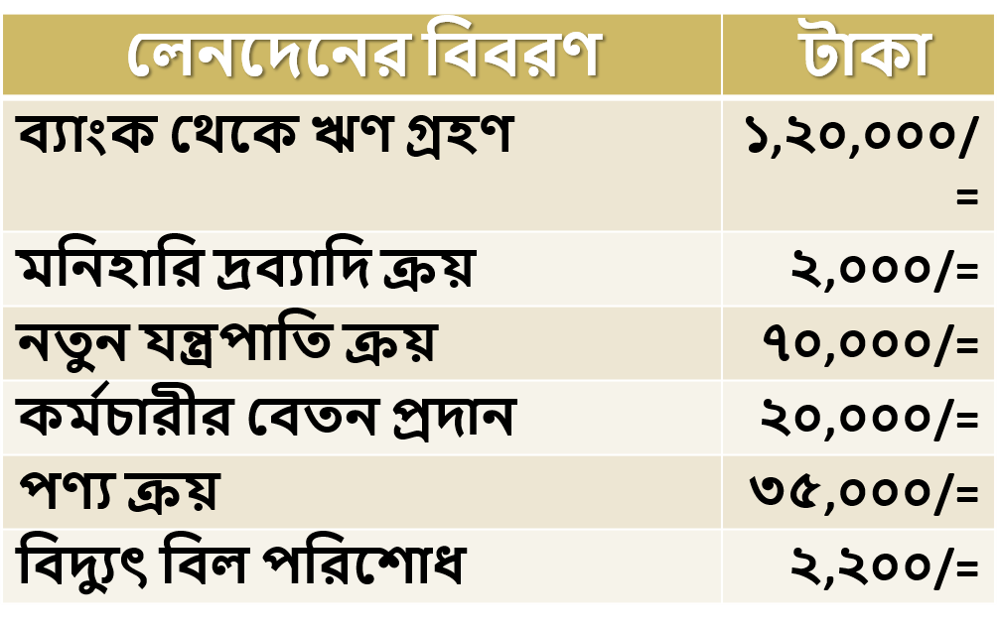 লেনদেনের বিবরণ টাকা
ব্যাংক থেকে ঋণ গ্রহণ ১,২০,০০০/
=
মনিহারি দ্রব্যাদি ক্রয় ২,০০০/=
নতুন যন্ত্রপাতি ক্রয় ৭০,০০০/=
কর্মচারীর বেতন প্রদান ২০,০০০/=
পণ্য ক্রয় ৩৫,০০০/=
বিদ্যুৎ বিল পরিশোধ ২,২০০/=